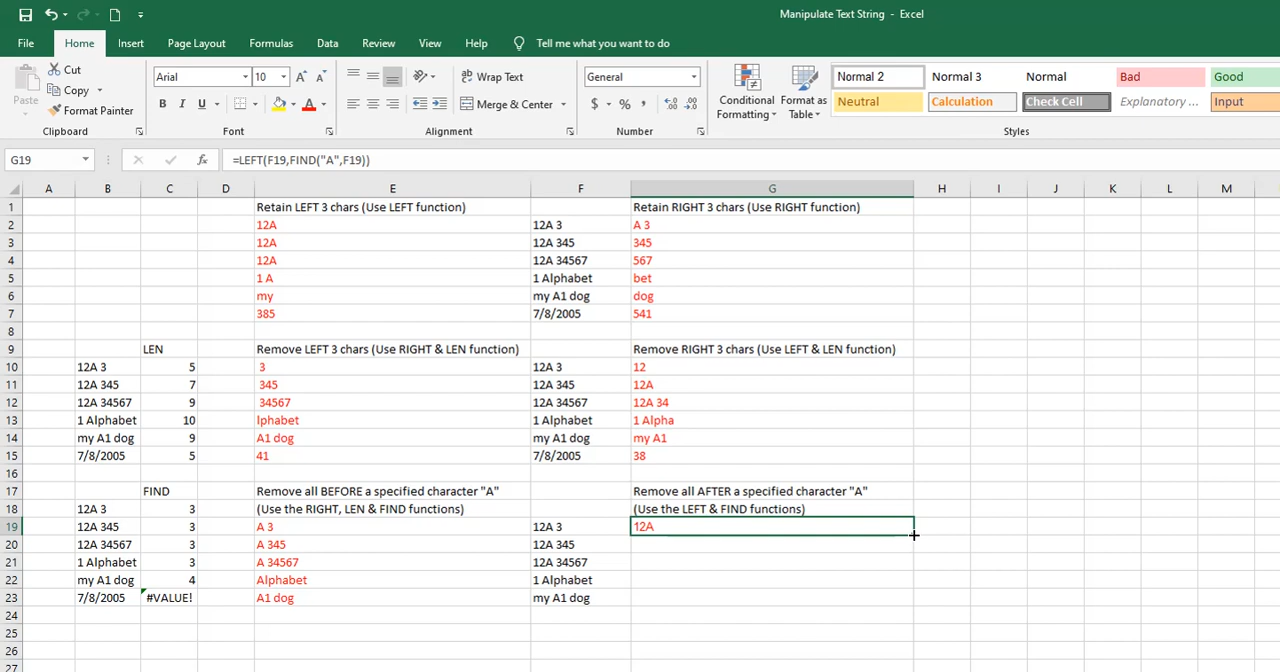 Manipulate Text String - Excel
File Home Insert Page Layout Formulas Data Review View Help Tell me what you want to do
Paste Cut Copy Format Painter Clipboard
Arial 10 A A B I U A Font
Wrap Text Merge & Center Alignment
General $ % , Number
Conditional Formatting Format as Table
Normal 2 Normal 3 Normal Bad Good
Neutral Calculation Check Cell Explanatory ... Input
Styles
G19 fx =LEFT(F19,FIND("A",F19))
A B C D E F G H I J K L M
1 Retain LEFT 3 chars (Use LEFT function) Retain RIGHT 3 chars (Use RIGHT function)
2 12A 12A 3 A 3
3 12A 12A 345 345
4 12A 12A 34567 567
5 1 A 1 Alphabet bet
6 my my A1 dog dog
7 385 7/8/2005 541
8
9 LEN Remove LEFT 3 chars (Use RIGHT & LEN function) Remove RIGHT 3 chars (Use LEFT & LEN function)
10 12A 3 5 3 12A 3 12
11 12A 345 7 345 12A 345 12A
12 12A 34567 9 34567 12A 34567 12A 34
13 1 Alphabet 10 lphabet 1 Alphabet 1 Alpha
14 my A1 dog 9 A1 dog my A1 dog my A1
15 7/8/2005 5 41 7/8/2005 38
16
17 FIND Remove all BEFORE a specified character "A" Remove all AFTER a specified character "A"
18 12A 3 3 (Use the RIGHT, LEN & FIND functions) (Use the LEFT & FIND functions)
19 12A 345 3 A 3 12A 3 12A
20 12A 34567 3 A 345 12A 345
21 1 Alphabet 3 A 34567 12A 34567
22 my A1 dog 4 Alphabet 1 Alphabet
23 7/8/2005 #VALUE! A1 dog my A1 dog
24
25
26
27